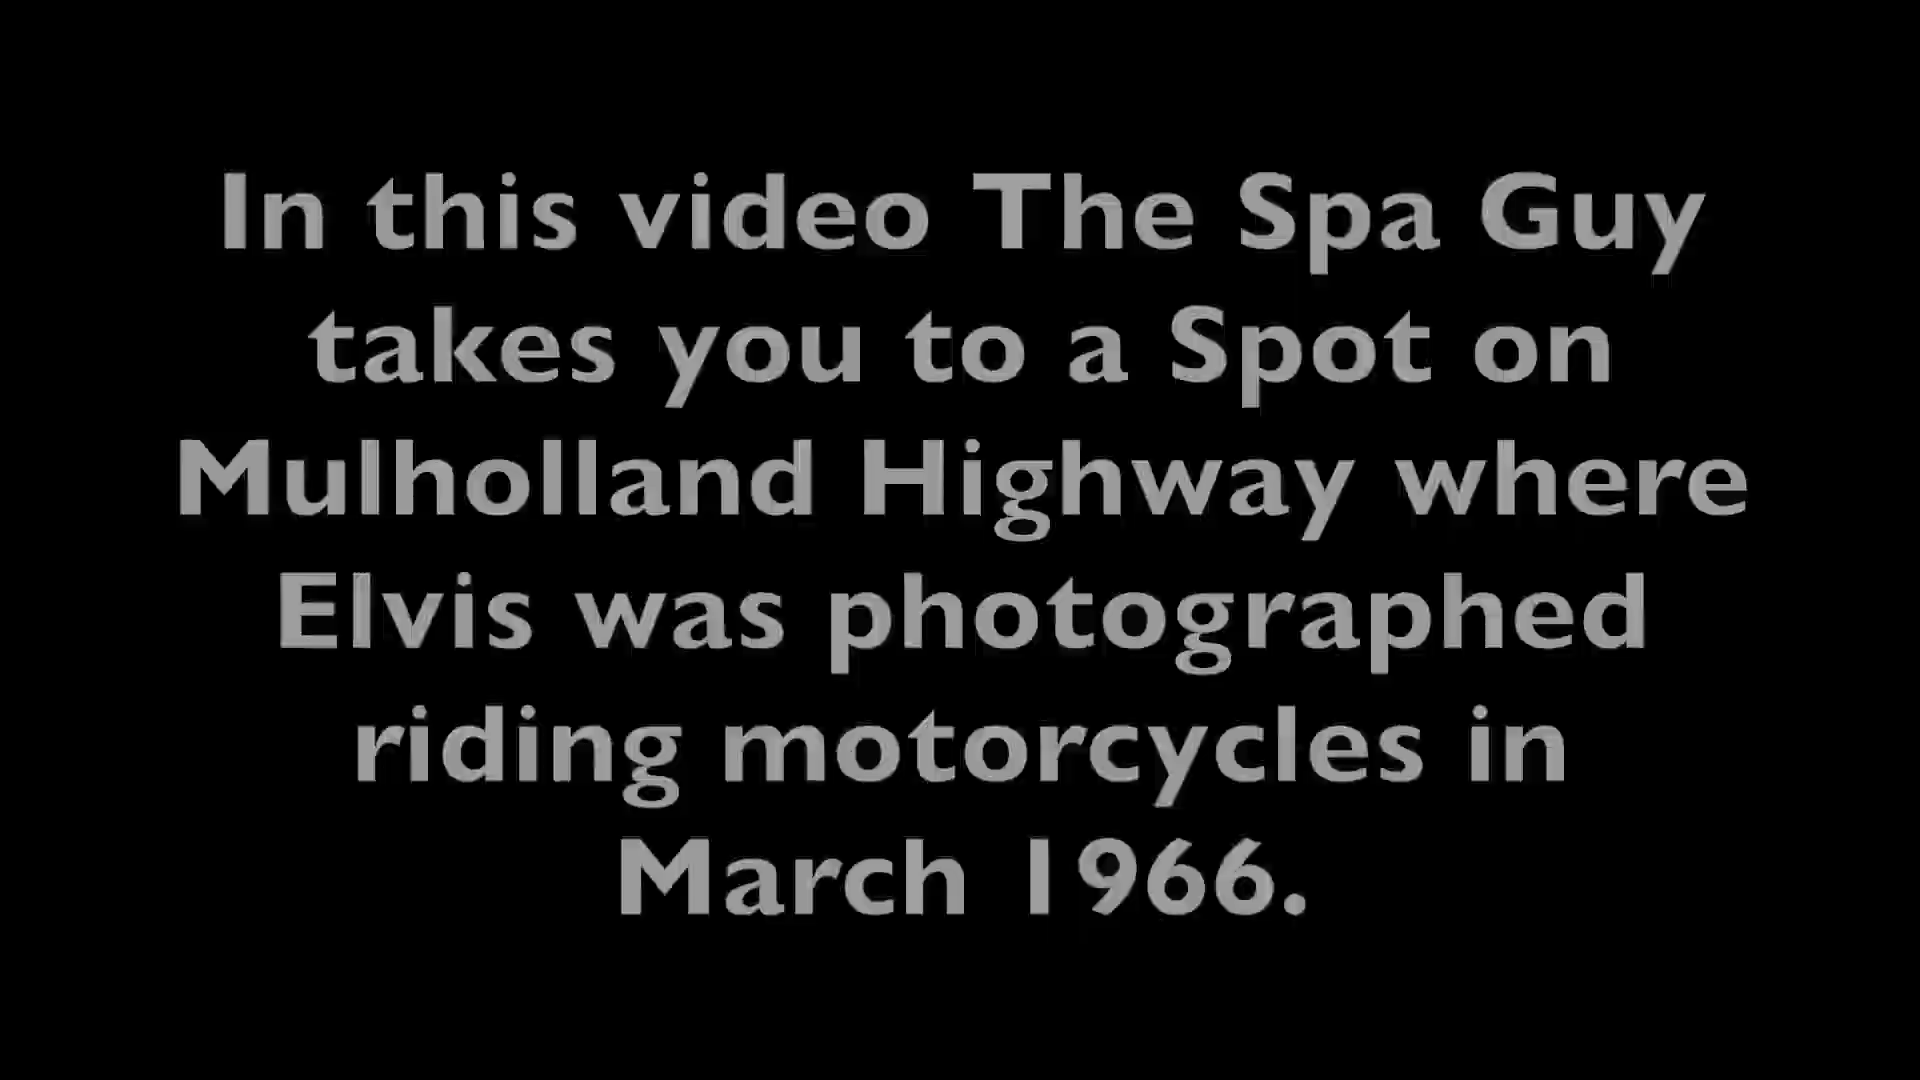 In this video The Spa Guy
takes you to a Spot on
Mulholland Highway where
Elvis was photographed
riding motorcycles in
March 1966.